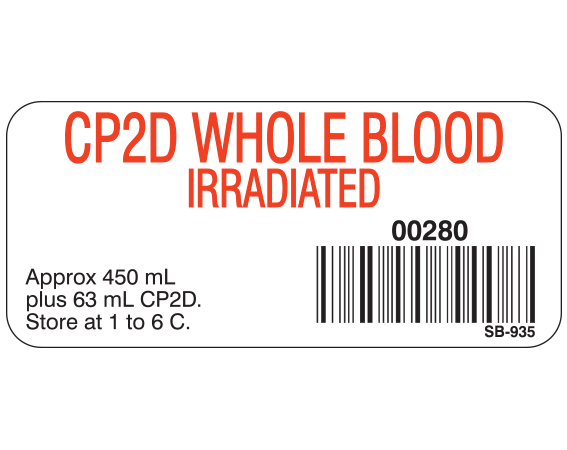 CP2D WHOLE BLOOD
IRRADIATED
00280
Approx 450 mL
plus 63 mL CP2D.
Store at 1 to 6 C.
SB-935